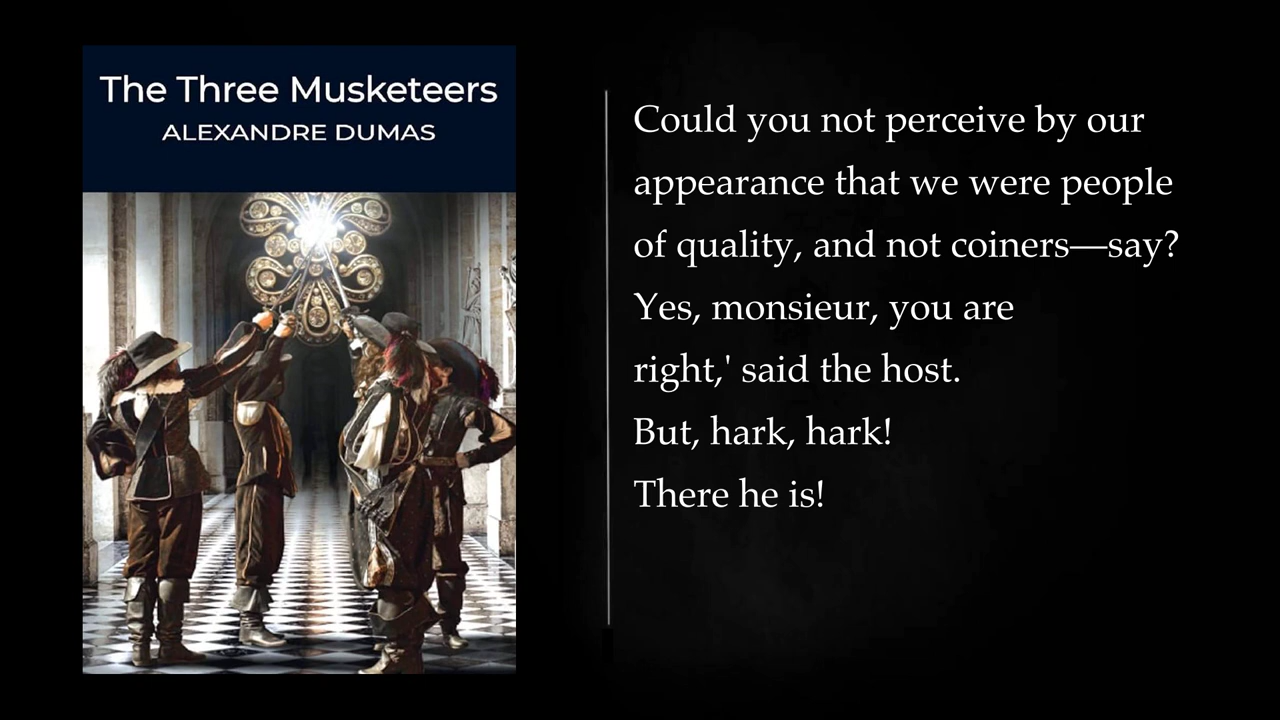 The Three Musketeers
ALEXANDRE DUMAS
Could you not perceive by our
appearance that we were people
of quality, and not coiners—say?
Yes, monsieur, you are
right,' said the host.
But, hark, hark!
There he is!